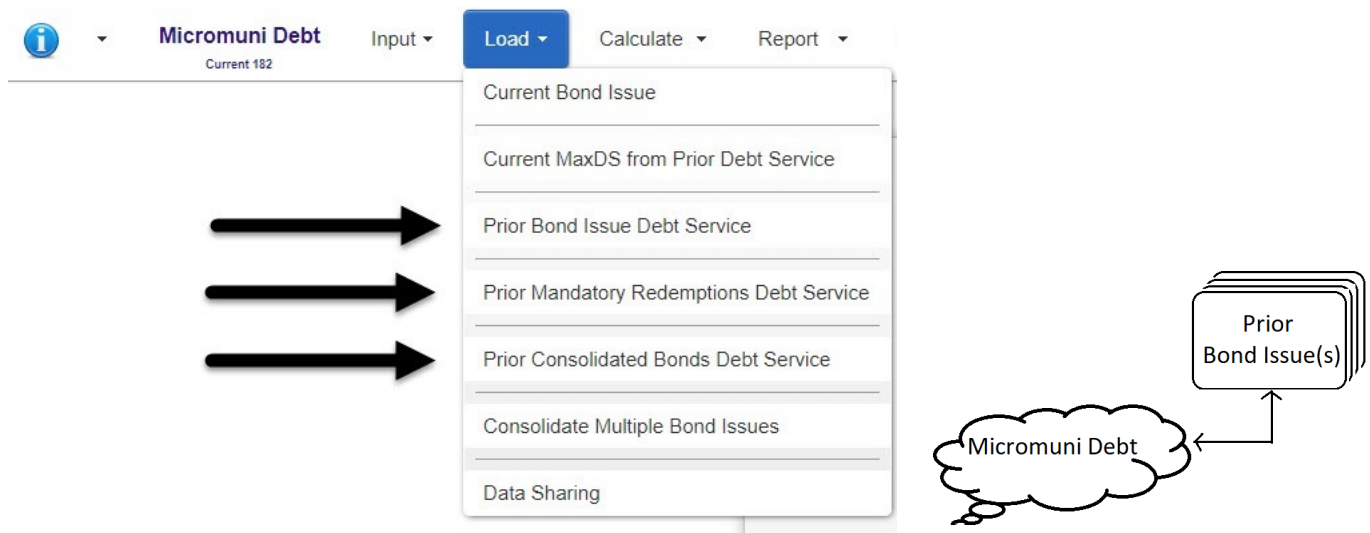 Micromuni Debt
Current 182
Input
Load
Calculate
Report
Current Bond Issue
Current MaxDS from Prior Debt Service
Prior Bond Issue Debt Service
Prior Mandatory Redemptions Debt Service
Prior Consolidated Bonds Debt Service
Consolidate Multiple Bond Issues
Data Sharing
Prior
Bond Issue(s)
Micromuni Debt